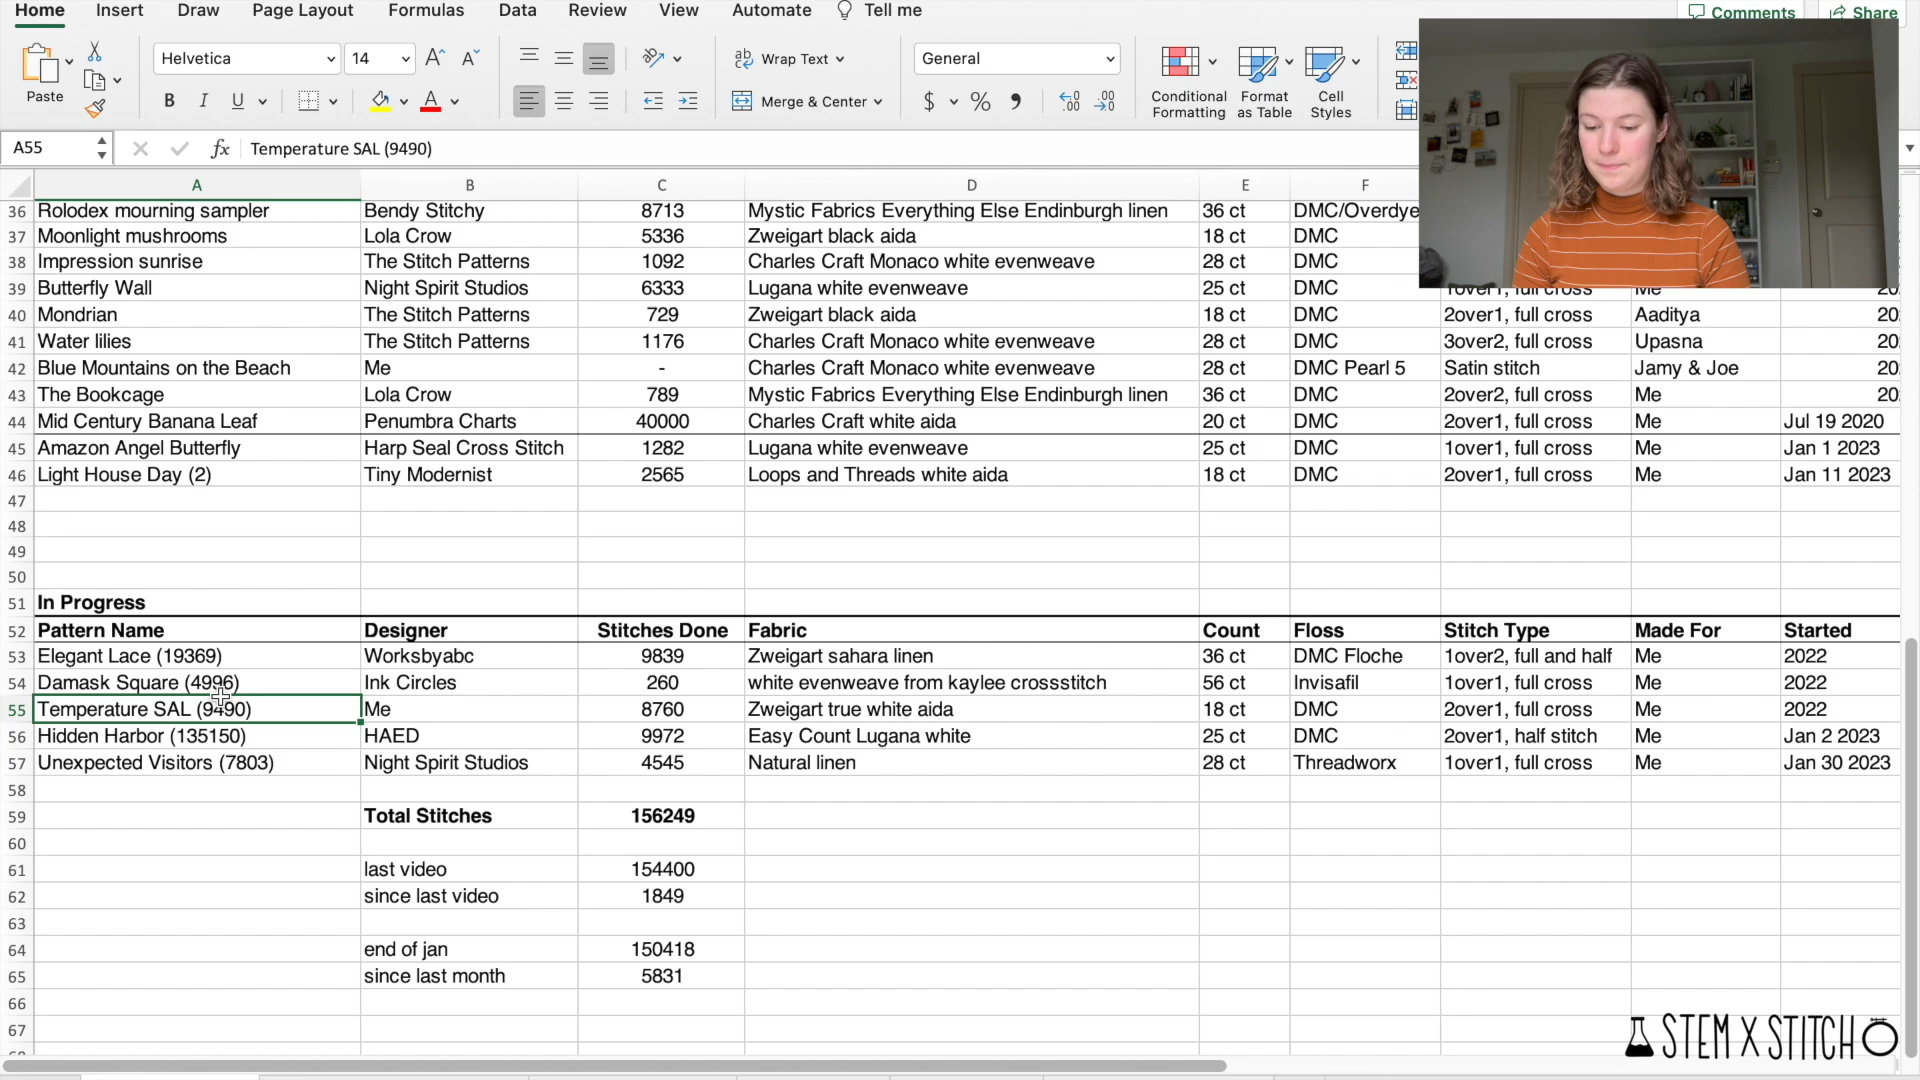 Home Insert Draw Page Layout Formulas Data Review View Automate Tell me Comments Share
Paste Helvetica 14 A A B I U A ab Wrap Text Merge & Center General $ % Conditional Formatting Format as Table Cell Styles
A55 fx Temperature SAL (9490)
A B C D E F
36 Rolodex mourning sampler Bendy Stitchy 8713 Mystic Fabrics Everything Else Endinburgh linen 36 ct DMC/Overdye
37 Moonlight mushrooms Lola Crow 5336 Zweigart black aida 18 ct DMC
38 Impression sunrise The Stitch Patterns 1092 Charles Craft Monaco white evenweave 28 ct DMC
39 Butterfly Wall Night Spirit Studios 6333 Lugana white evenweave 25 ct DMC 1over1, full cross Me 20
40 Mondrian The Stitch Patterns 729 Zweigart black aida 18 ct DMC 2over1, full cross Aaditya 20
41 Water lilies The Stitch Patterns 1176 Charles Craft Monaco white evenweave 28 ct DMC 3over2, full cross Upasna 20
42 Blue Mountains on the Beach Me - Charles Craft Monaco white evenweave 28 ct DMC Pearl 5 Satin stitch Jamy & Joe 20
43 The Bookcage Lola Crow 789 Mystic Fabrics Everything Else Endinburgh linen 36 ct DMC 2over2, full cross Me 20
44 Mid Century Banana Leaf Penumbra Charts 40000 Charles Craft white aida 20 ct DMC 2over1, full cross Me Jul 19 2020
45 Amazon Angel Butterfly Harp Seal Cross Stitch 1282 Lugana white evenweave 25 ct DMC 1over1, full cross Me Jan 1 2023
46 Light House Day (2) Tiny Modernist 2565 Loops and Threads white aida 18 ct DMC 2over1, full cross Me Jan 11 2023
47
48
49
50
51 In Progress
52 Pattern Name Designer Stitches Done Fabric Count Floss Stitch Type Made For Started
53 Elegant Lace (19369) Worksbyabc 9839 Zweigart sahara linen 36 ct DMC Floche 1over2, full and half Me 2022
54 Damask Square (4996) Ink Circles 260 white evenweave from kaylee crossstitch 56 ct Invisafil 1over1, full cross Me 2022
55 Temperature SAL (9490) Me 8760 Zweigart true white aida 18 ct DMC 2over1, full cross Me 2022
56 Hidden Harbor (135150) HAED 9972 Easy Count Lugana white 25 ct DMC 2over1, half stitch Me Jan 2 2023
57 Unexpected Visitors (7803) Night Spirit Studios 4545 Natural linen 28 ct Threadworx 1over1, full cross Me Jan 30 2023
58
59 Total Stitches 156249
60
61 last video 154400
62 since last video 1849
63
64 end of jan 150418
65 since last month 5831
66
67
STEM X STITCH